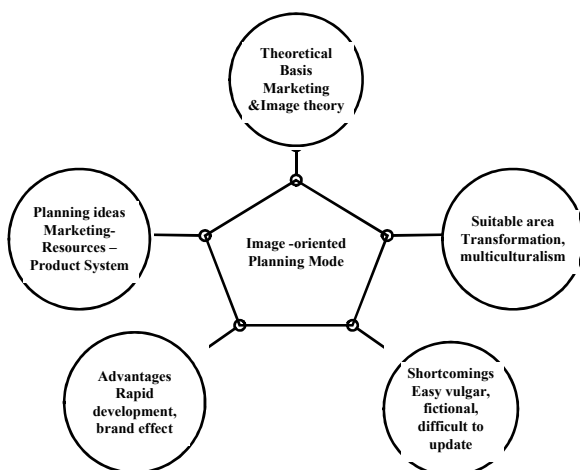 Theoretical
Basis
Marketing
&Image theory
Planning ideas
Marketing-
Resources –
Product System
Image -oriented
Planning Mode
Suitable area
Transformation,
multiculturalism
Advantages
Rapid
development,
brand effect
Shortcomings
Easy vulgar,
fictional,
difficult to
update